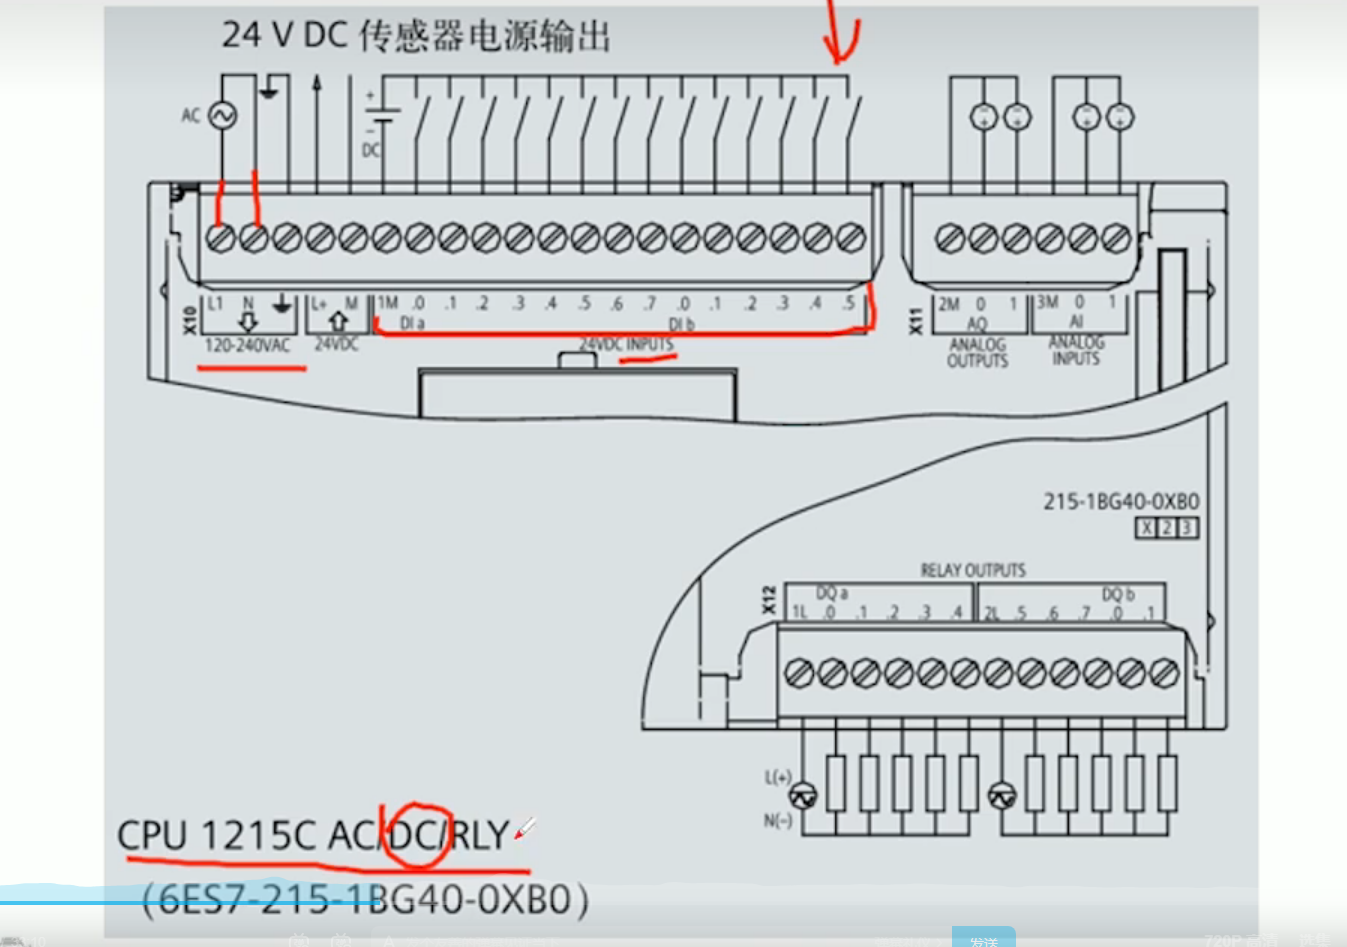 24 V DC 传感器电源输出
AC
+
−
DC
L1 N L+ M 1M .0 .1 .2 .3 .4 .5 .6 .7 .0 .1 .2 .3 .4 .5
2M 0 1 3M 0 1
X10
DI a DI b
X11
AQ AI
120-240VAC 24VDC 24VDC INPUTS
ANALOG OUTPUTS
ANALOG INPUTS
215-1BG40-0XB0
X 2 3
RELAY OUTPUTS
X12
DQ a DQ b
1L .0 .1 .2 .3 .4 2L .5 .6 .7 .0 .1
L(+)
N(−)
CPU 1215C AC/DC/RLY
(6ES7-215-1BG40-0XB0)
发送